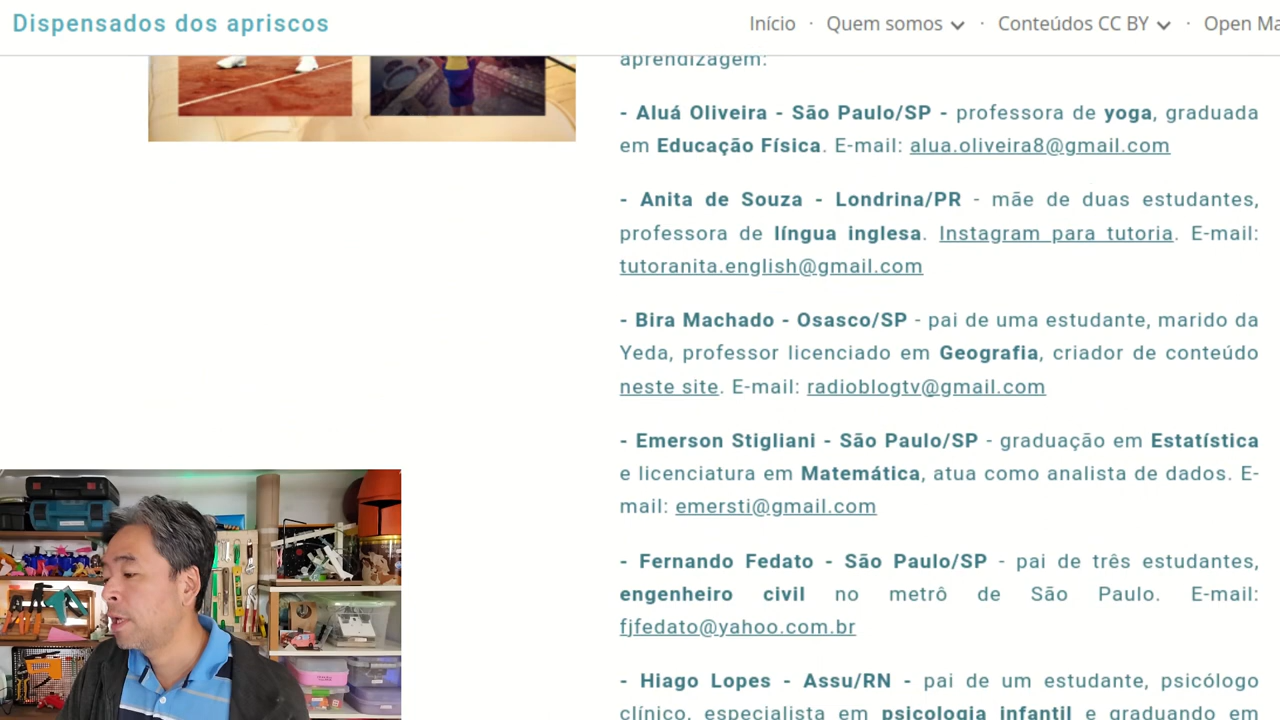 Dispensados dos apriscos
Início · Quem somos · Conteúdos CC BY · Open Ma
aprendizagem:
- Aluá Oliveira - São Paulo/SP - professora de yoga, graduada
em Educação Física. E-mail: alua.oliveira8@gmail.com
- Anita de Souza - Londrina/PR - mãe de duas estudantes,
professora de língua inglesa. Instagram para tutoria. E-mail:
tutoranita.english@gmail.com
- Bira Machado - Osasco/SP - pai de uma estudante, marido da
Yeda, professor licenciado em Geografia, criador de conteúdo
neste site. E-mail: radioblogtv@gmail.com
- Emerson Stigliani - São Paulo/SP - graduação em Estatística
e licenciatura em Matemática, atua como analista de dados. E-
mail: emersti@gmail.com
- Fernando Fedato - São Paulo/SP - pai de três estudantes,
engenheiro civil no metrô de São Paulo. E-mail:
fjfedato@yahoo.com.br
- Hiago Lopes - Assu/RN - pai de um estudante, psicólogo
clínico, especialista em psicologia infantil e graduando em